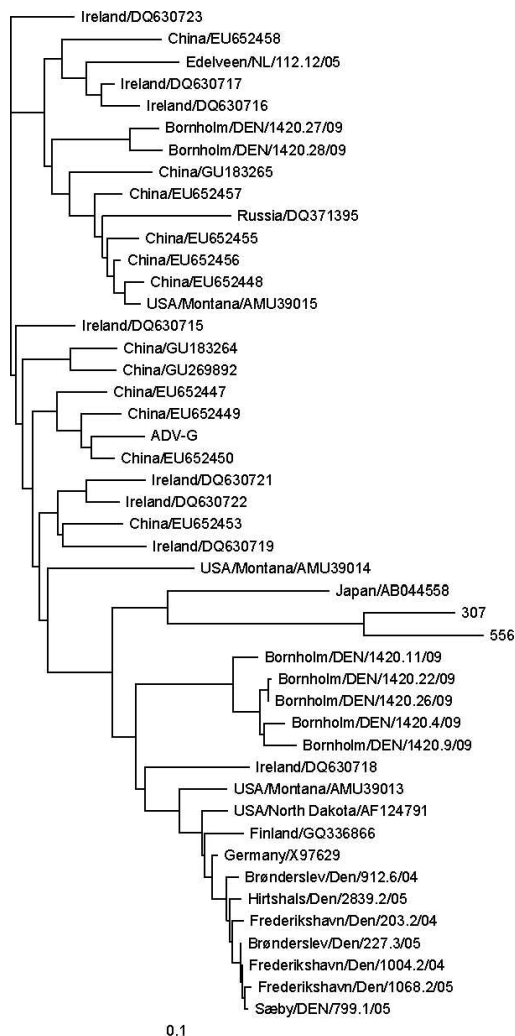 Ireland/DQ630723
China/EU652458
Edelveen/NL/112.12/05
Ireland/DQ630717
Ireland/DQ630716
Bornholm/DEN/1420.27/09
Bornholm/DEN/1420.28/09
China/GU183265
China/EU652457
Russia/DQ371395
China/EU652455
China/EU652456
China/EU652448
USA/Montana/AMU39015
Ireland/DQ630715
China/GU183264
China/GU269892
China/EU652447
China/EU652449
ADV-G
China/EU652450
Ireland/DQ630721
Ireland/DQ630722
China/EU652453
Ireland/DQ630719
USA/Montana/AMU39014
Japan/AB044558
307
556
Bornholm/DEN/1420.11/09
Bornholm/DEN/1420.22/09
Bornholm/DEN/1420.26/09
Bornholm/DEN/1420.4/09
Bornholm/DEN/1420.9/09
Ireland/DQ630718
USA/Montana/AMU39013
USA/North Dakota/AF124791
Finland/GQ336866
Germany/X97629
Brønderslev/Den/912.6/04
Hirtshals/Den/2839.2/05
Frederikshavn/Den/203.2/04
Brønderslev/Den/227.3/05
Frederikshavn/Den/1004.2/04
Frederikshavn/Den/1068.2/05
Sæby/DEN/799.1/05
0.1